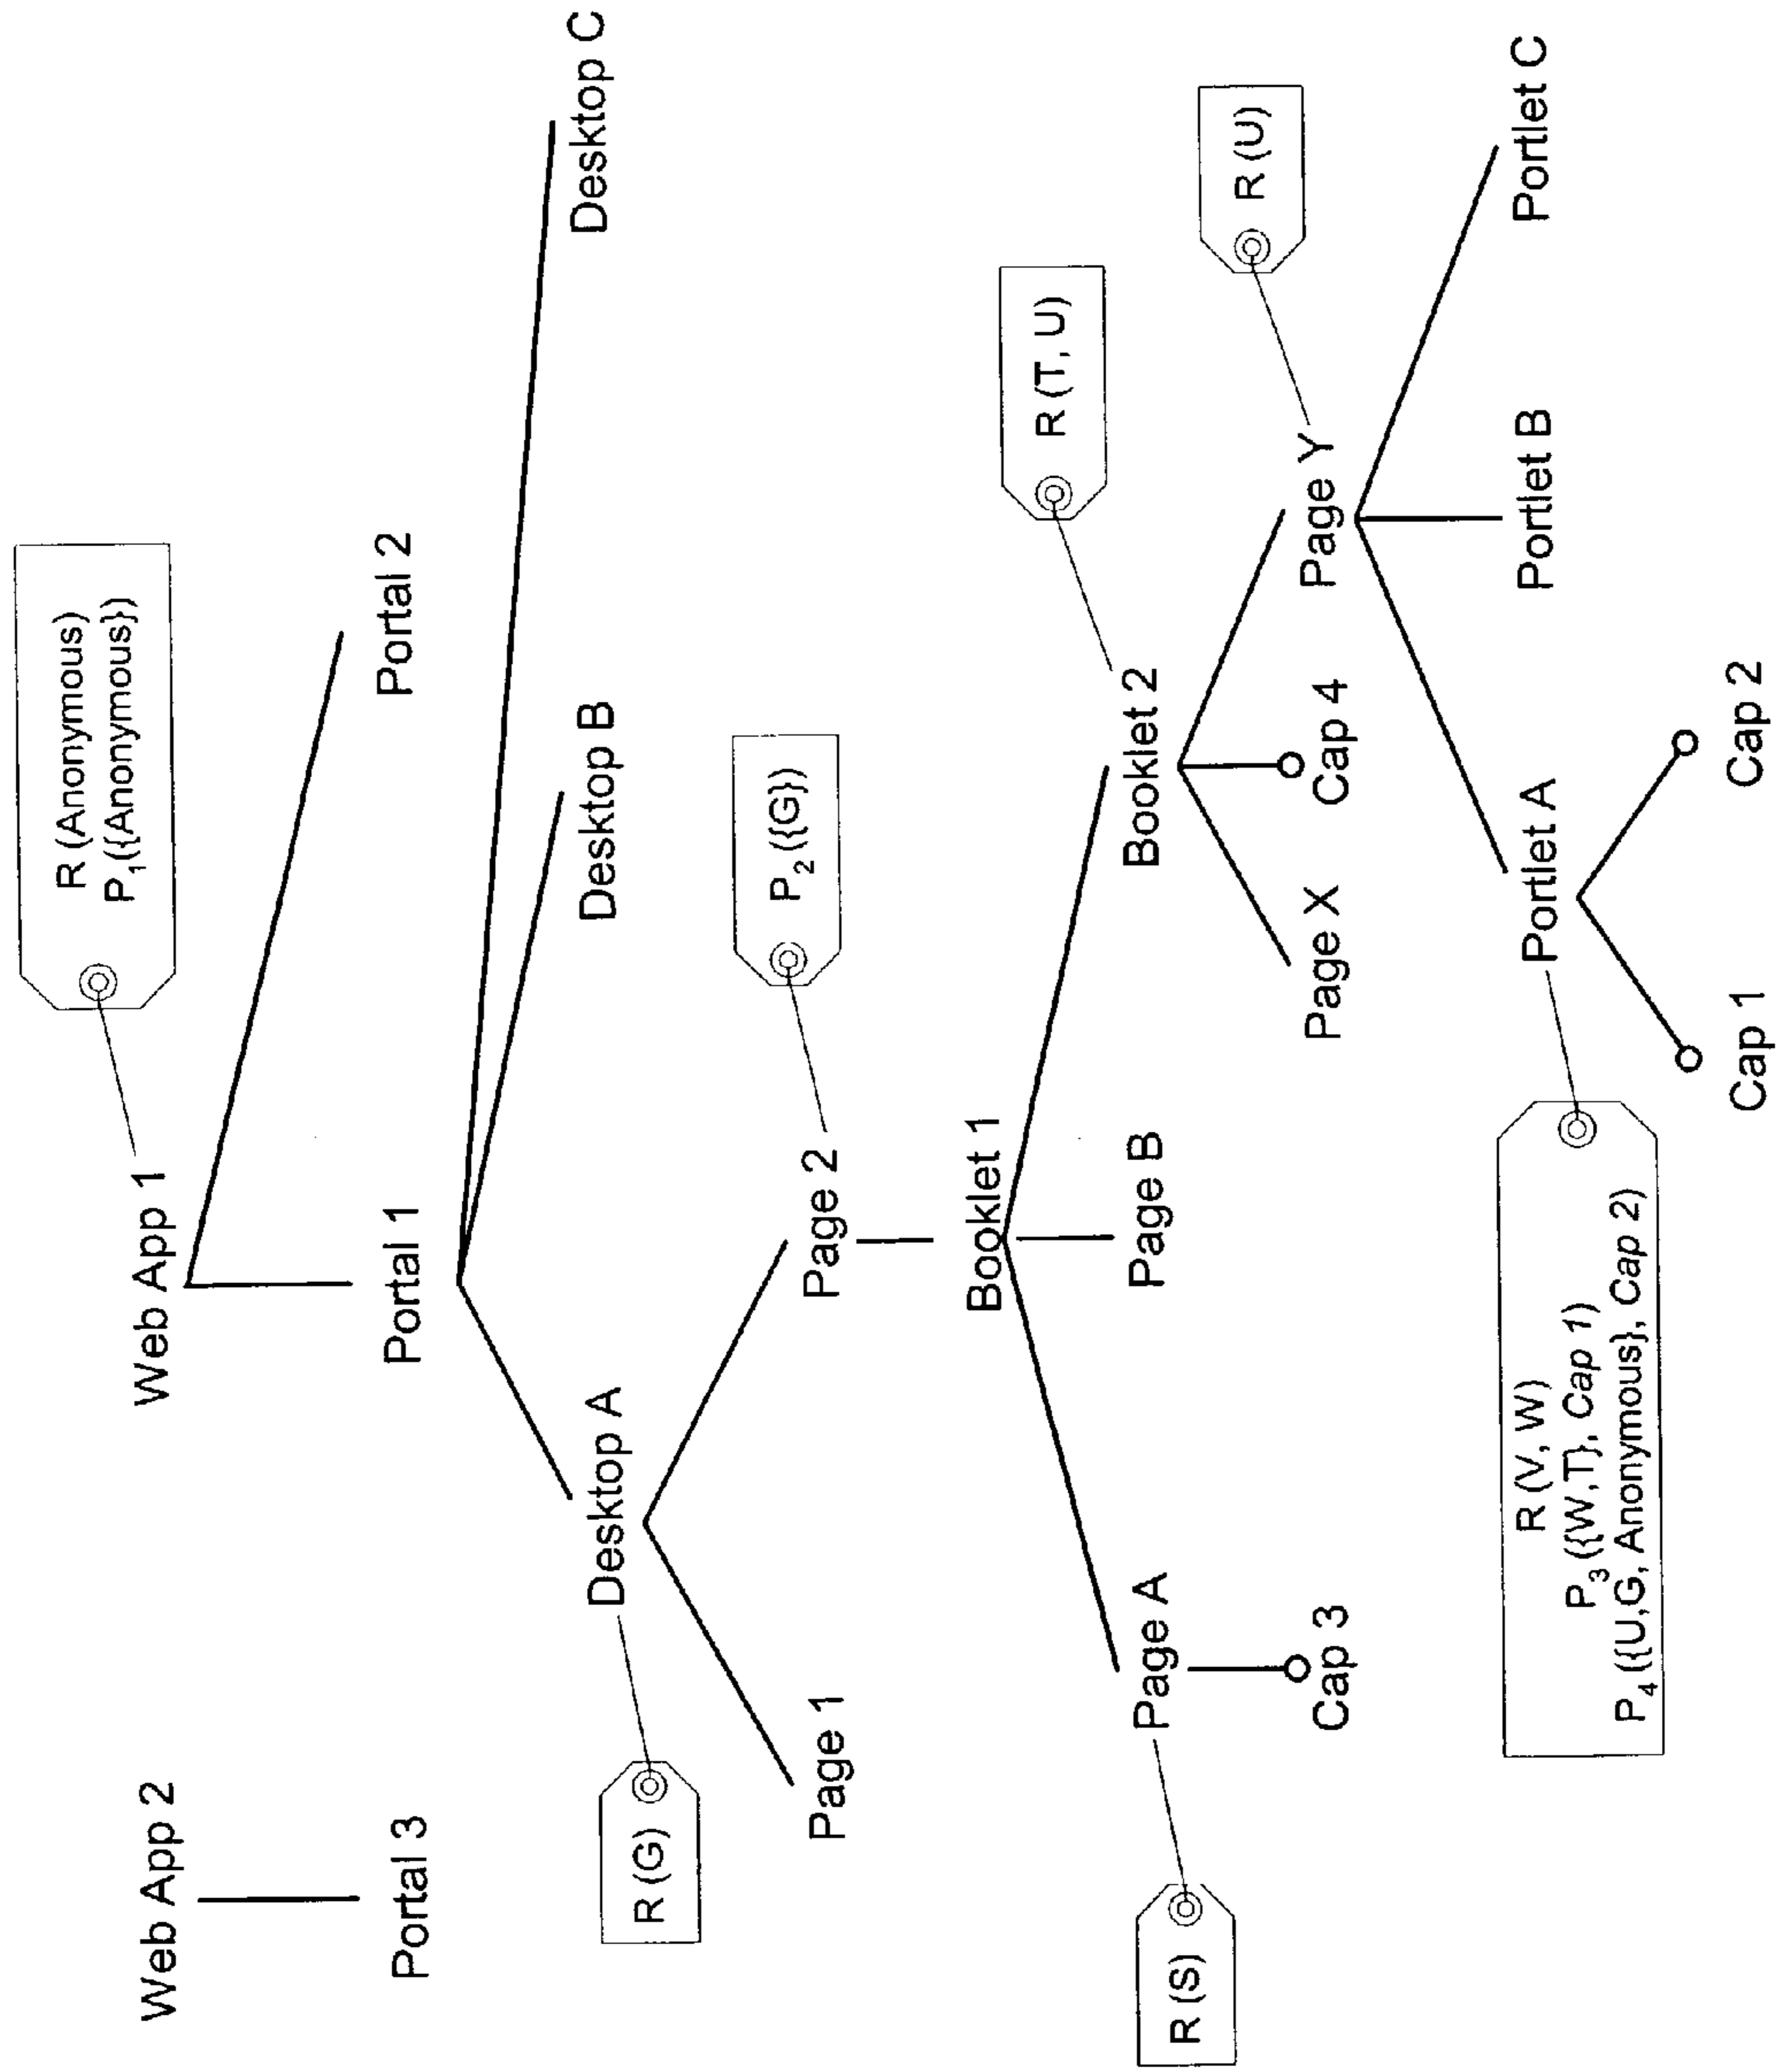 Web App 2
Web App 1
R (Anonymous)
P1({Anonymous})
Portal 3
Portal 1
Portal 2
R (G)
Desktop A
Desktop B
Desktop C
Page 1
Page 2
P2 ({G})
Booklet 1
R (S)
Page A
Page B
Booklet 2
R (T, U)
Cap 3
Page X
Cap 4
Page Y
R (U)
R (V, W)
P3 ({W,T}, Cap 1)
P4 ({U,G, Anonymous}, Cap 2)
Portlet A
Portlet B
Portlet C
Cap 1
Cap 2